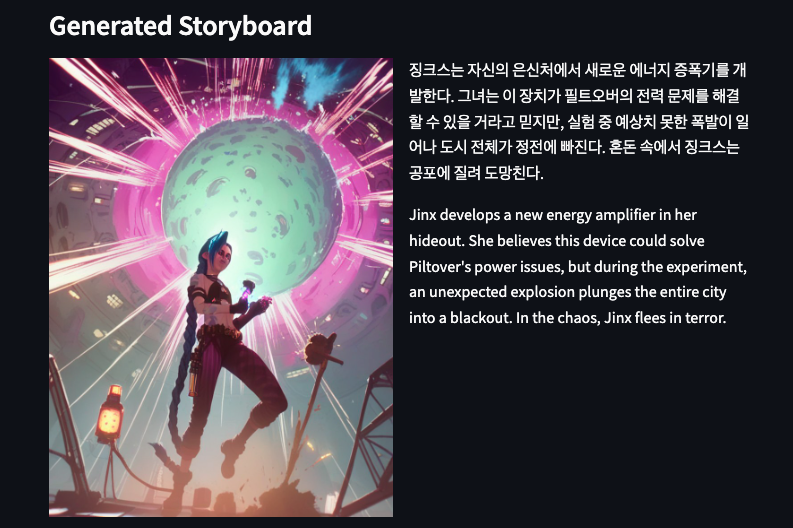 Generated Storyboard
징크스는 자신의 은신처에서 새로운 에너지 증폭기를 개
발한다. 그녀는 이 장치가 필트오버의 전력 문제를 해결
할 수 있을 거라고 믿지만, 실험 중 예상치 못한 폭발이 일
어나 도시 전체가 정전에 빠진다. 혼돈 속에서 징크스는
공포에 질려 도망친다.
Jinx develops a new energy amplifier in her
hideout. She believes this device could solve
Piltover's power issues, but during the experiment,
an unexpected explosion plunges the entire city
into a blackout. In the chaos, Jinx flees in terror.